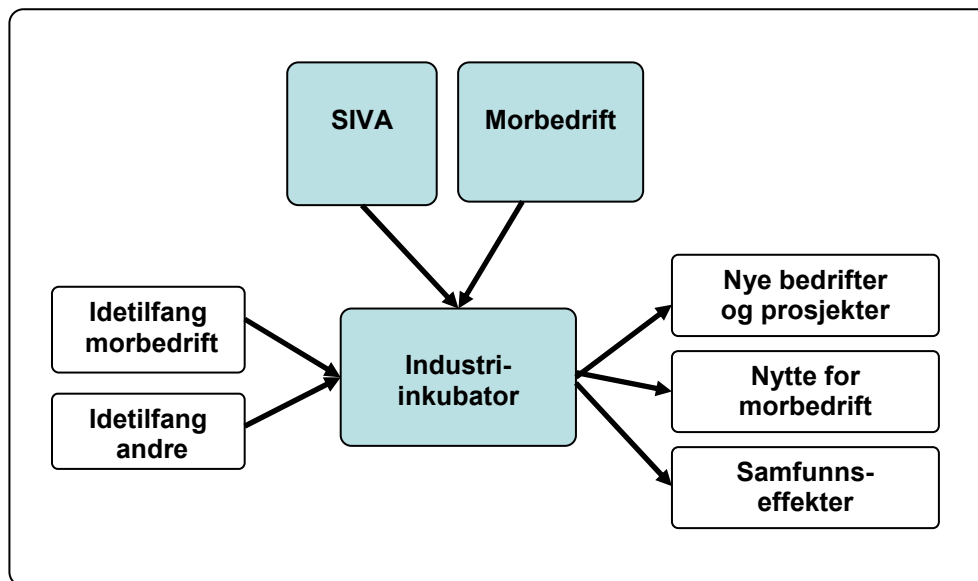 SIVA
Morbedrift
Idetilfang
morbedrift
Idetilfang
andre
Industri-
inkubator
Nye bedrifter
og prosjekter
Nytte for
morbedrift
Samfunns-
effekter